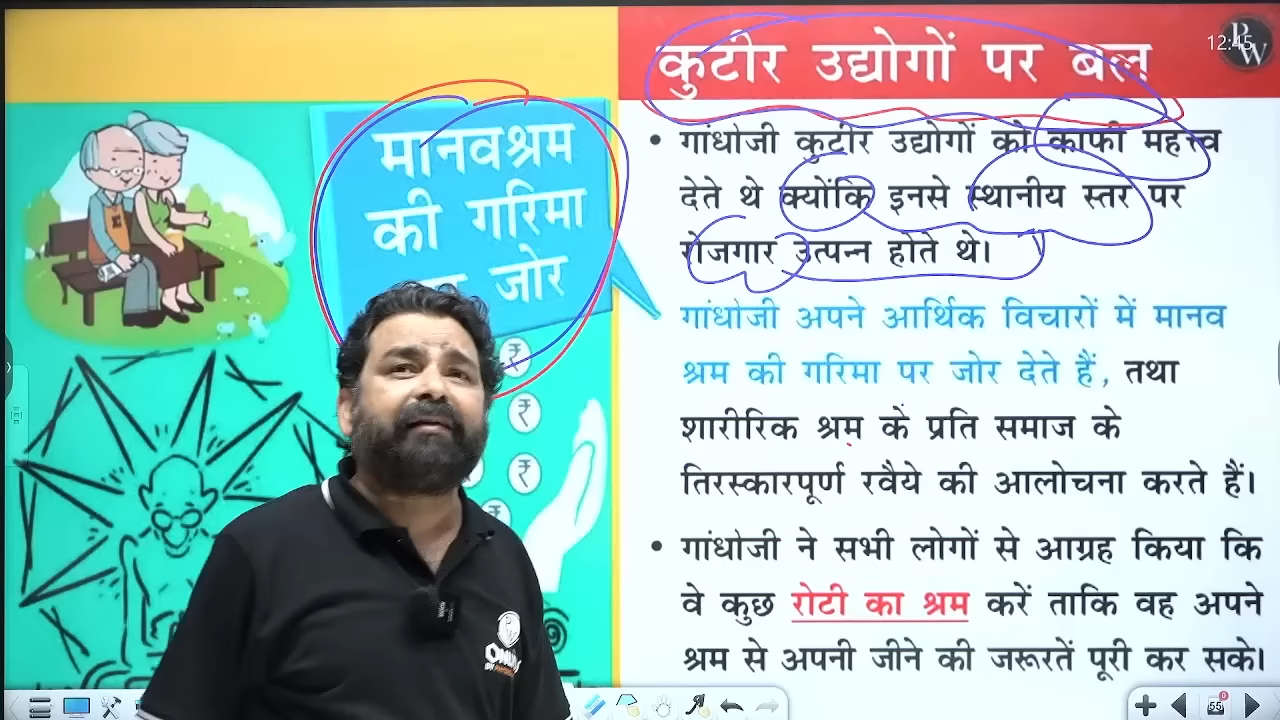 कुटीर उद्योगों पर बल
12:45
PW
मानवश्रम
की गरिमा
जोर
• गांधीजी कुटीर उद्योगों को काफी महत्त्व
देते थे क्योंकि इनसे स्थानीय स्तर पर
रोजगार उत्पन्न होते थे।
गांधीजी अपने आर्थिक विचारों में मानव
श्रम की गरिमा पर जोर देते हैं, तथा
शारीरिक श्रम के प्रति समाज के
तिरस्कारपूर्ण रवैये की आलोचना करते हैं।
• गांधीजी ने सभी लोगों से आग्रह किया कि
वे कुछ रोटी का श्रम करें ताकि वह अपने
श्रम से अपनी जीने की जरूरतें पूरी कर सके।
₹
₹
₹
₹
55